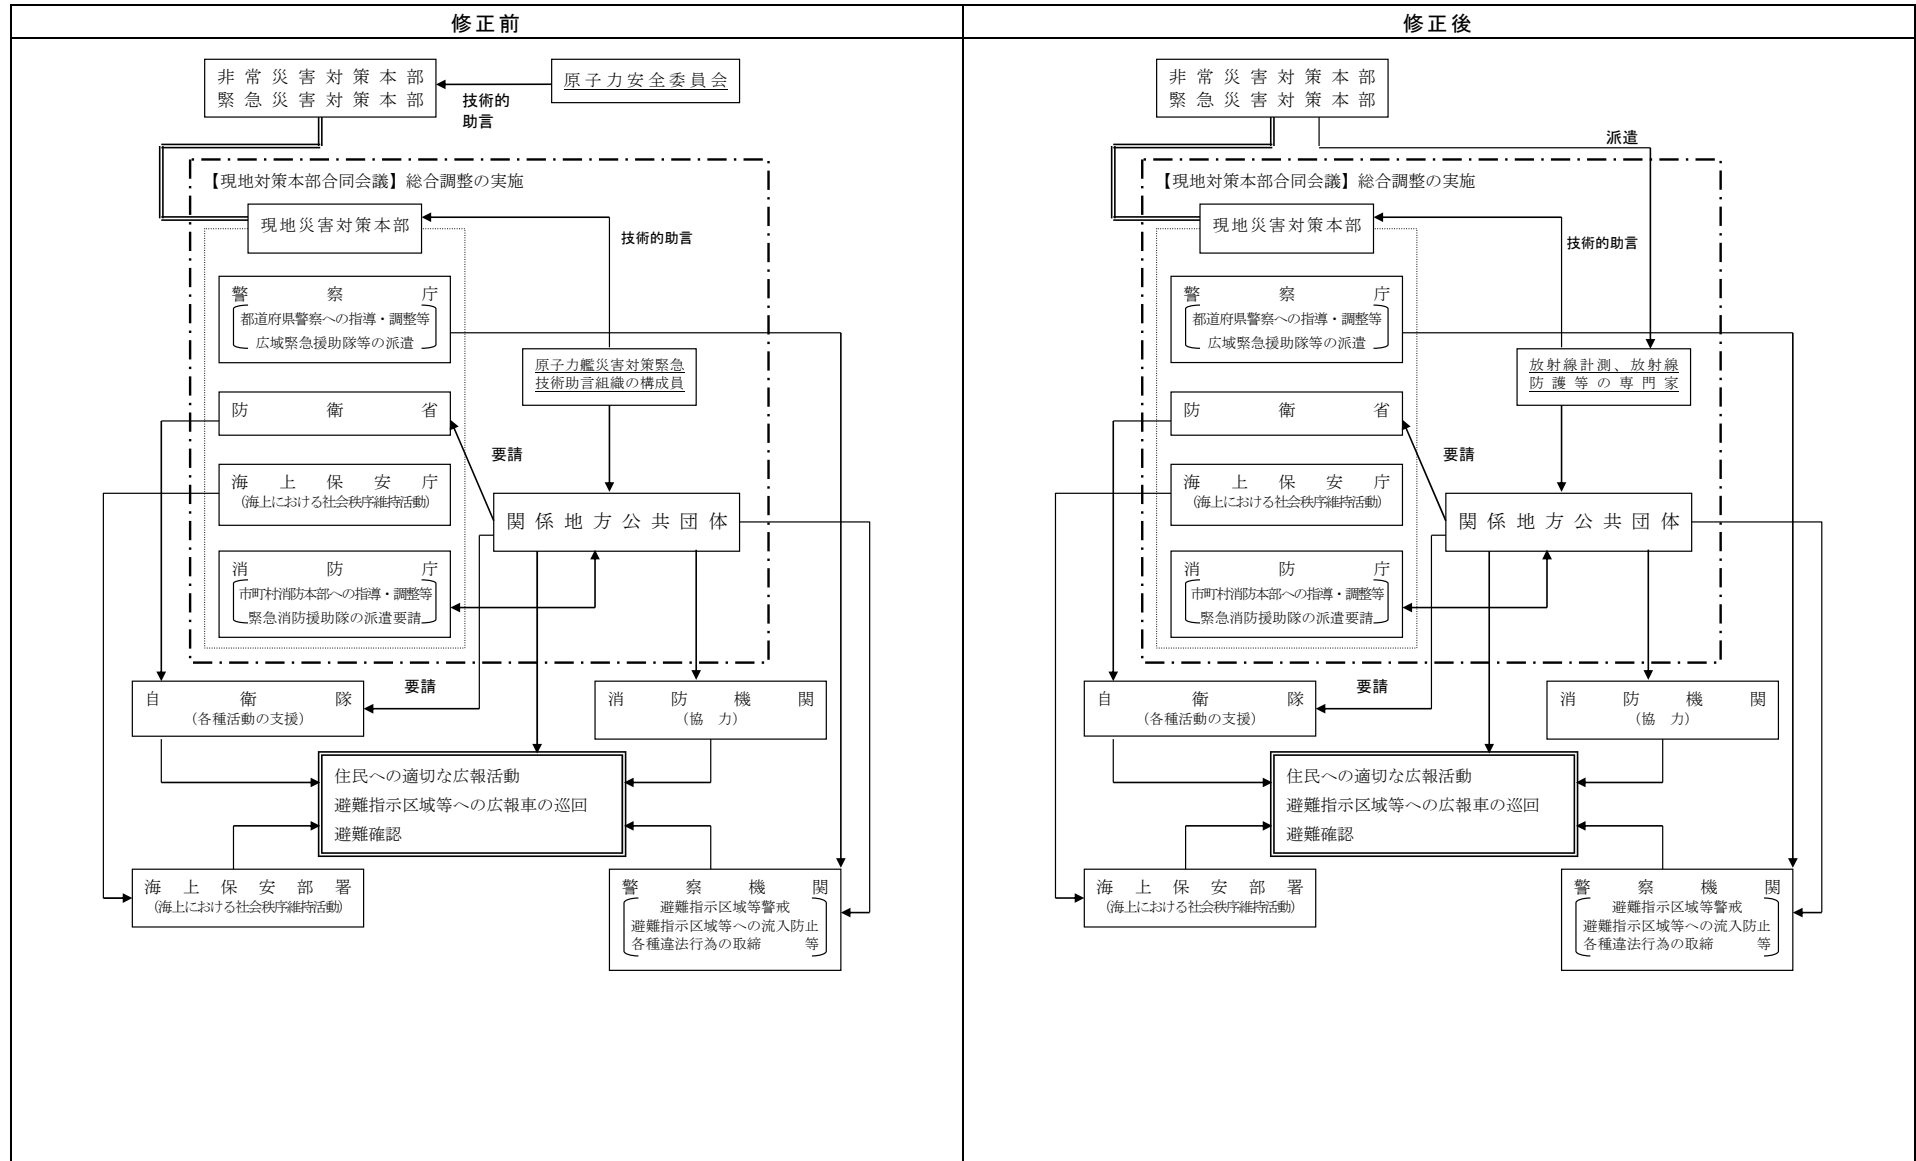 修正前
非常災害対策本部
緊急災害対策本部
原子力安全委員会
技術的
助言
【現地対策本部合同会議】総合調整の実施
現地災害対策本部
技術的助言
警察庁
都道府県警察への指導・調整等
広域緊急援助隊等の派遣
原子力艦災害対策緊急
技術助言組織の構成員
防衛省
要請
海上保安庁
(海上における社会秩序維持活動)
関係地方公共団体
消防庁
市町村消防本部への指導・調整等
緊急消防援助隊の派遣要請
自衛隊
(各種活動の支援)
要請
消防機関
(協 力)
住民への適切な広報活動
避難指示区域等への広報車の巡回
避難確認
海上保安部署
(海上における社会秩序維持活動)
警察機関
避難指示区域等警戒
避難指示区域等への流入防止
各種違法行為の取締 等
修正後
非常災害対策本部
緊急災害対策本部
派遣
【現地対策本部合同会議】総合調整の実施
現地災害対策本部
技術的助言
警察庁
都道府県警察への指導・調整等
広域緊急援助隊等の派遣
放射線計測、放射線
防護等の専門家
防衛省
要請
海上保安庁
(海上における社会秩序維持活動)
関係地方公共団体
消防庁
市町村消防本部への指導・調整等
緊急消防援助隊の派遣要請
自衛隊
(各種活動の支援)
要請
消防機関
(協 力)
住民への適切な広報活動
避難指示区域等への広報車の巡回
避難確認
海上保安部署
(海上における社会秩序維持活動)
警察機関
避難指示区域等警戒
避難指示区域等への流入防止
各種違法行為の取締 等